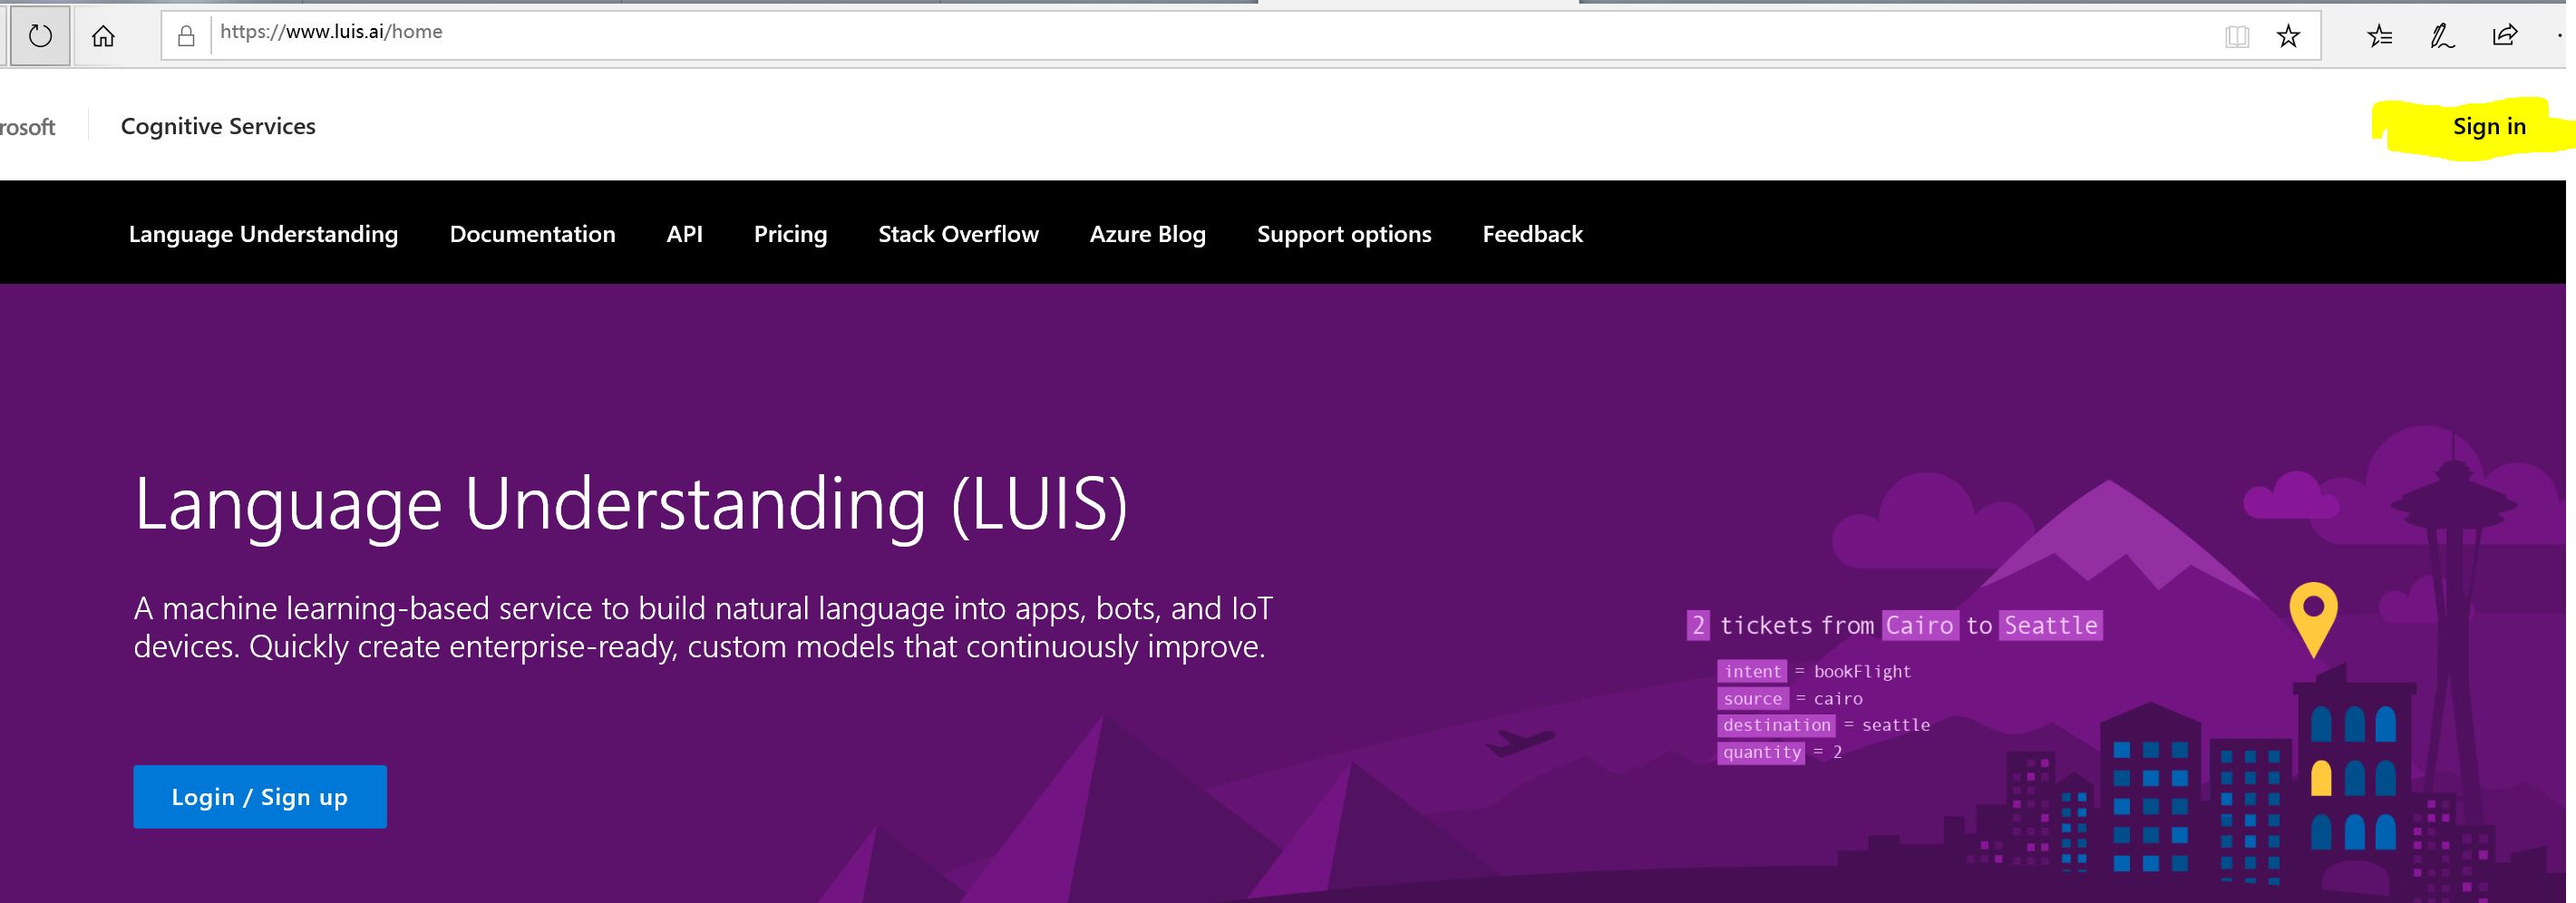 https://www.luis.ai/home
rosoft
Cognitive Services
Sign in
Language Understanding Documentation API Pricing Stack Overflow Azure Blog Support options Feedback
Language Understanding (LUIS)
A machine learning-based service to build natural language into apps, bots, and IoT
devices. Quickly create enterprise-ready, custom models that continuously improve.
Login / Sign up
2 tickets from Cairo to Seattle
intent = bookFlight
source = cairo
destination = seattle
quantity = 2